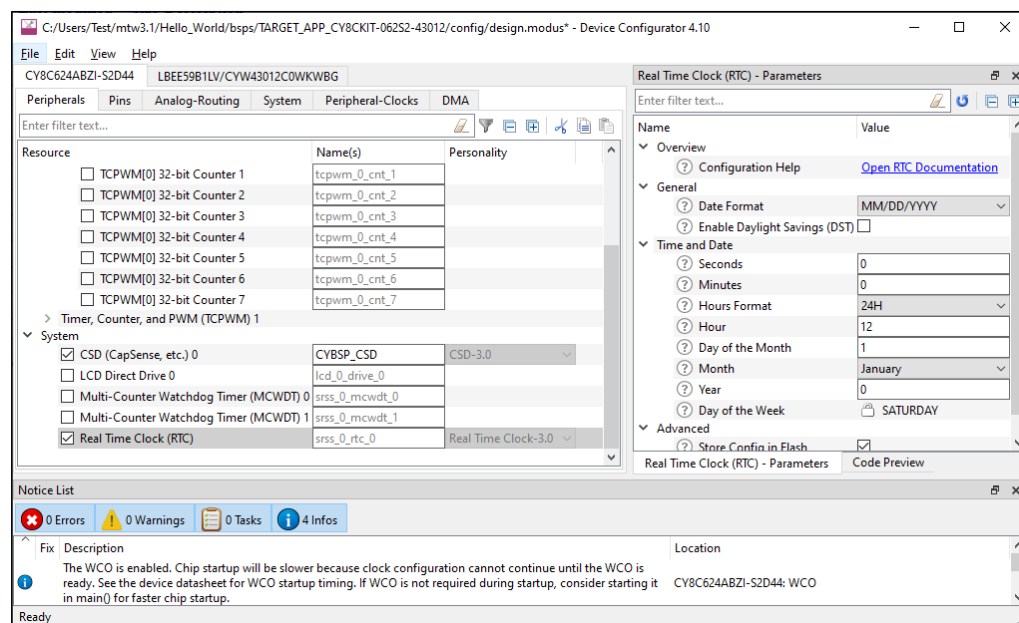 C:/Users/Test/mtw3.1/Hello_World/bsps/TARGET_APP_CY8CKIT-062S2-43012/config/design.modus* - Device Configurator 4.10
File Edit View Help
CY8C624ABZI-S2D44 LBEE59B1LV/CYW43012C0WKWBG
Peripherals Pins Analog-Routing System Peripheral-Clocks DMA
Enter filter text...
Resource Name(s) Personality
TCPWM[0] 32-bit Counter 1 tcpwm_0_cnt_1
TCPWM[0] 32-bit Counter 2 tcpwm_0_cnt_2
TCPWM[0] 32-bit Counter 3 tcpwm_0_cnt_3
TCPWM[0] 32-bit Counter 4 tcpwm_0_cnt_4
TCPWM[0] 32-bit Counter 5 tcpwm_0_cnt_5
TCPWM[0] 32-bit Counter 6 tcpwm_0_cnt_6
TCPWM[0] 32-bit Counter 7 tcpwm_0_cnt_7
Timer, Counter, and PWM (TCPWM) 1
System
CSD (CapSense, etc.) 0 CYBSP_CSD CSD-3.0
LCD Direct Drive 0 lcd_0_drive_0
Multi-Counter Watchdog Timer (MCWDT) 0 srss_0_mcwdt_0
Multi-Counter Watchdog Timer (MCWDT) 1 srss_0_mcwdt_1
Real Time Clock (RTC) srss_0_rtc_0 Real Time Clock-3.0
Real Time Clock (RTC) - Parameters
Enter filter text...
Name Value
Overview
Configuration Help Open RTC Documentation
General
Date Format MM/DD/YYYY
Enable Daylight Savings (DST)
Time and Date
Seconds 0
Minutes 0
Hours Format 24H
Hour 12
Day of the Month 1
Month January
Year 0
Day of the Week SATURDAY
Advanced
Store Config in Flash
Real Time Clock (RTC) - Parameters Code Preview
Notice List
0 Errors 0 Warnings 0 Tasks 4 Infos
Fix Description Location
The WCO is enabled. Chip startup will be slower because clock configuration cannot continue until the WCO is
ready. See the device datasheet for WCO startup timing. If WCO is not required during startup, consider starting it CY8C624ABZI-S2D44: WCO
in main() for faster chip startup.
Ready